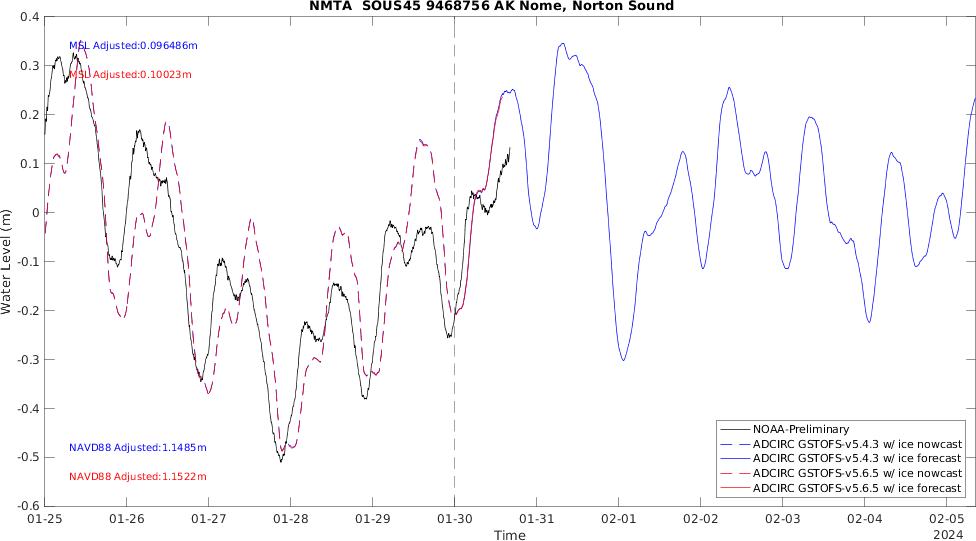 NMTA SOUS45 9468756 AK Nome, Norton Sound
0.4
0.3
0.2
0.1
0
-0.1
-0.2
-0.3
-0.4
-0.5
-0.6
Water Level (m)
MSL Adjusted:0.096486m
MSL Adjusted:0.10023m
NAVD88 Adjusted:1.1485m
NAVD88 Adjusted:1.1522m
NOAA-Preliminary
ADCIRC GSTOFS-v5.4.3 w/ ice nowcast
ADCIRC GSTOFS-v5.4.3 w/ ice forecast
ADCIRC GSTOFS-v5.6.5 w/ ice nowcast
ADCIRC GSTOFS-v5.6.5 w/ ice forecast
01-25 01-26 01-27 01-28 01-29 01-30 01-31 02-01 02-02 02-03 02-04 02-05
Time
2024